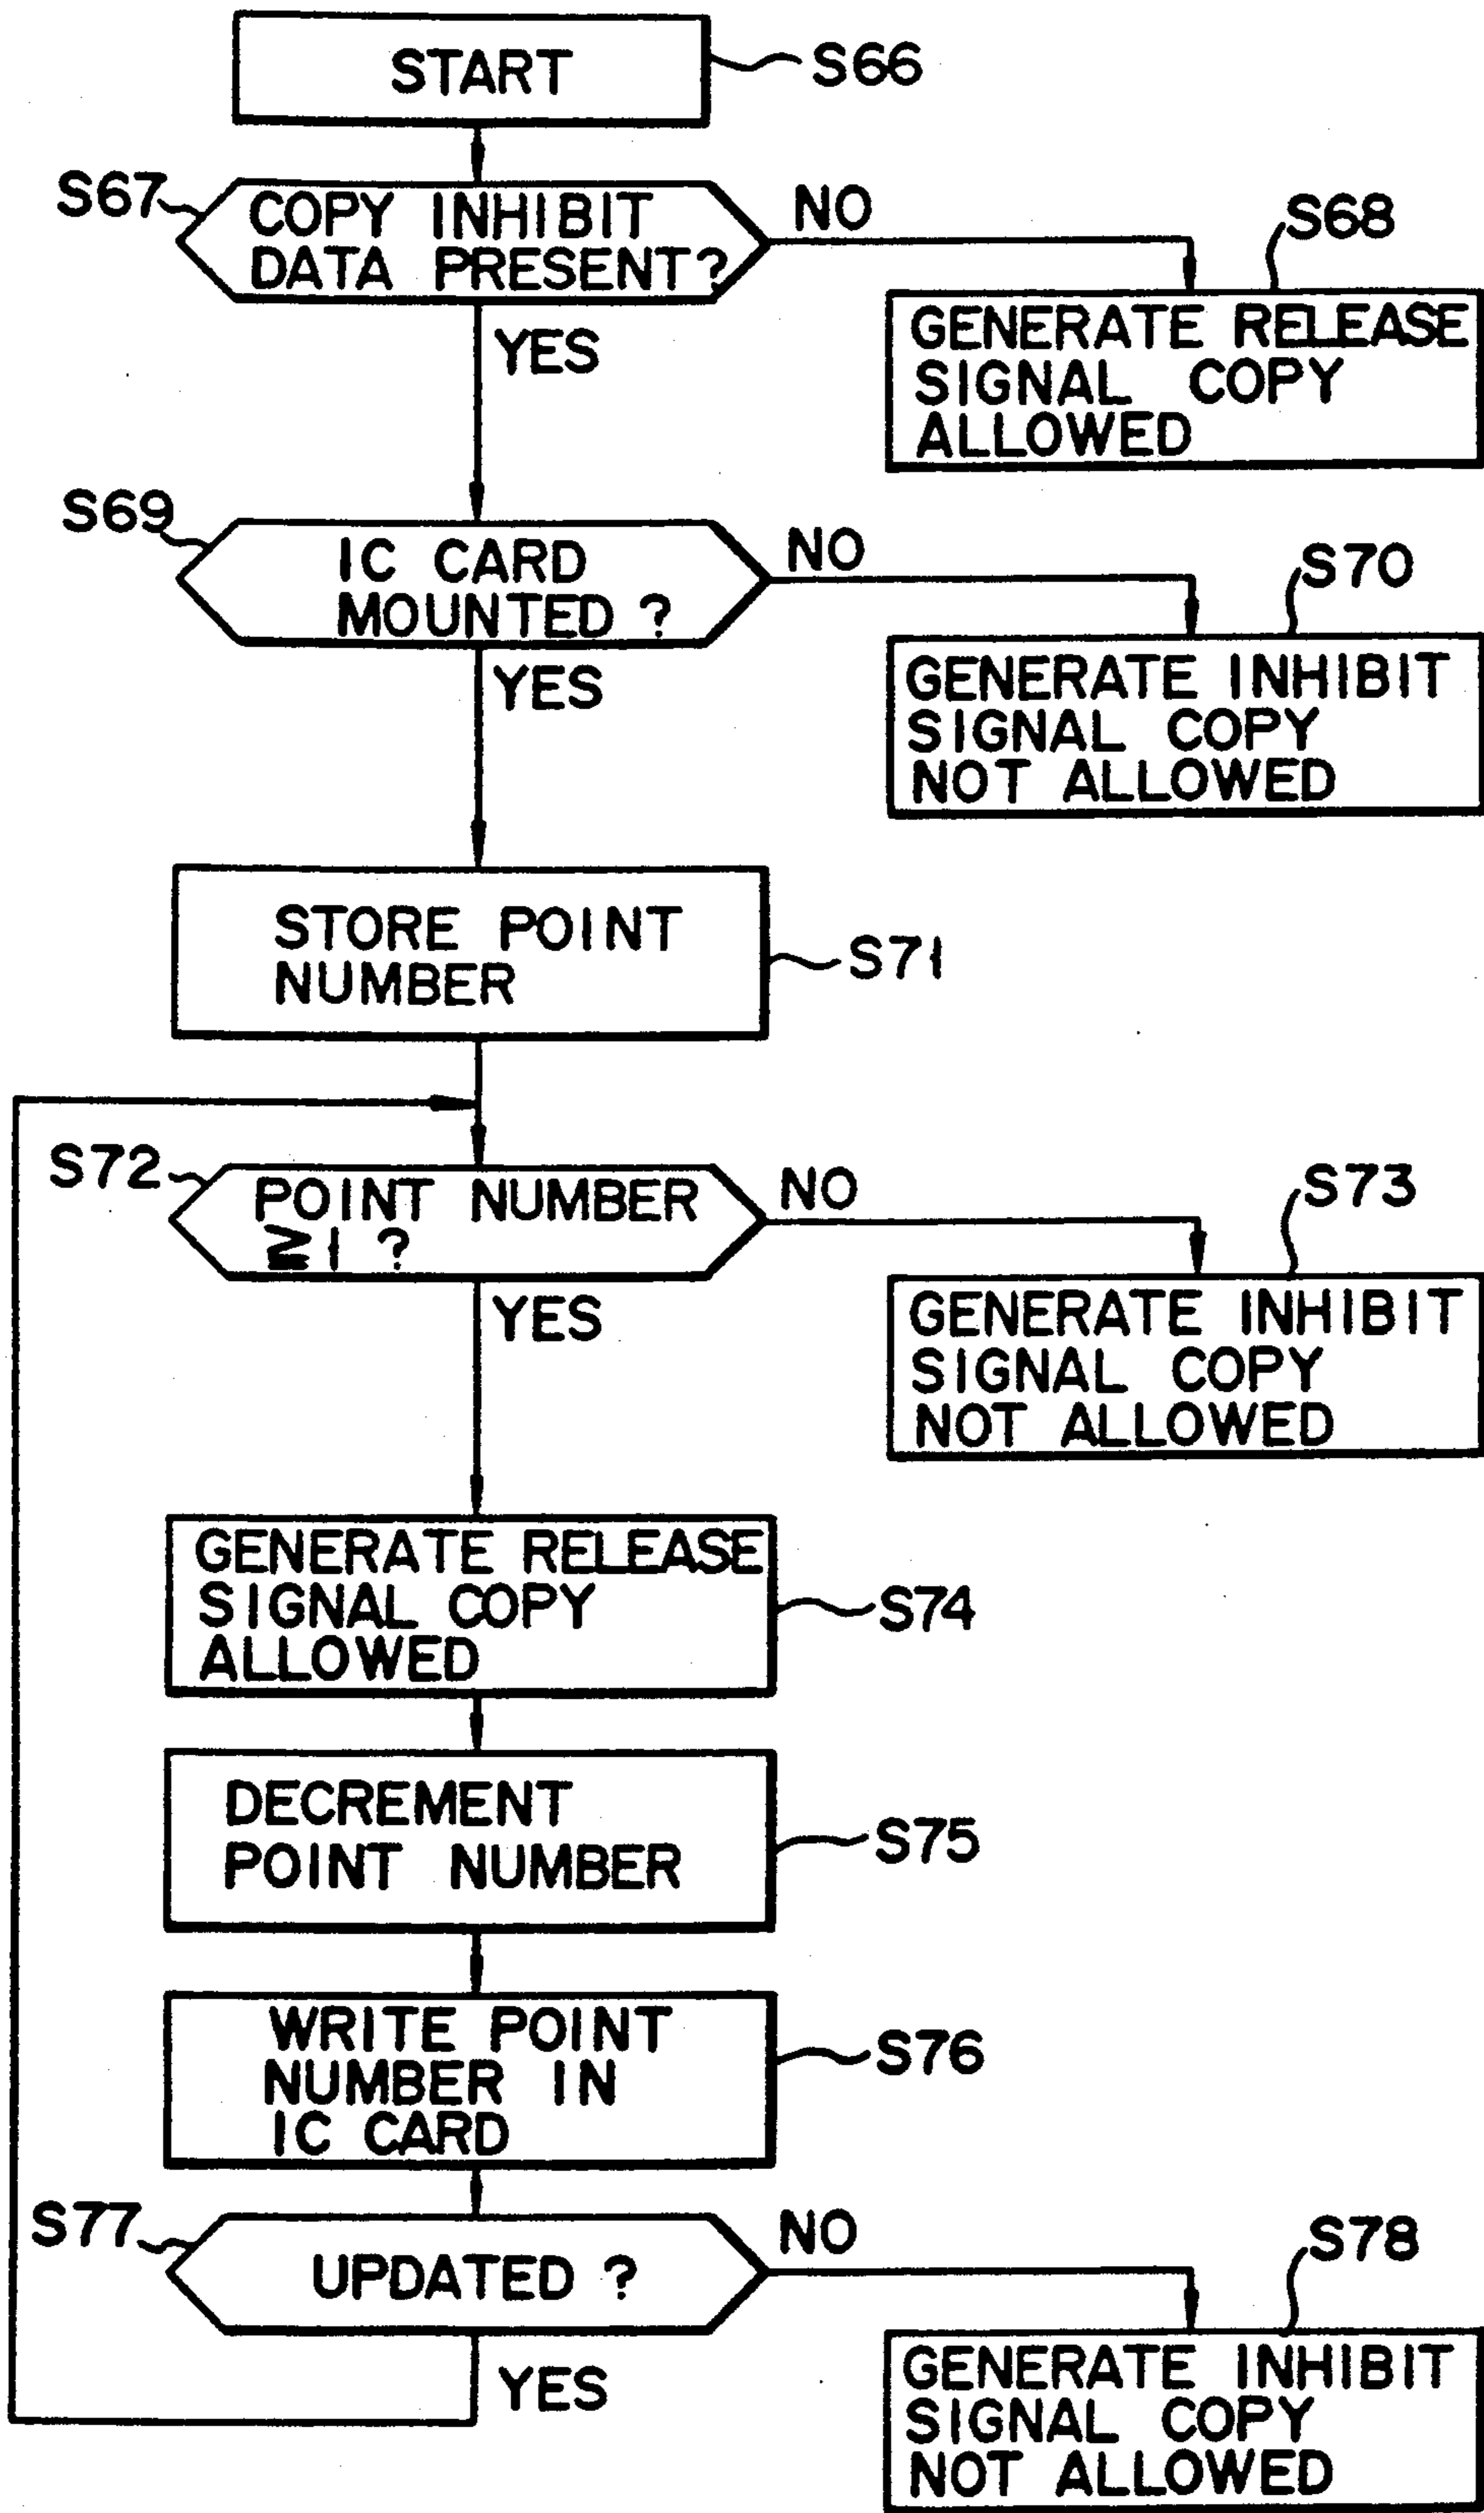 START
S66
S67
COPY INHIBIT
DATA PRESENT?
NO
S68
GENERATE RELEASE
SIGNAL COPY
ALLOWED
YES
S69
IC CARD
MOUNTED ?
NO
S70
GENERATE INHIBIT
SIGNAL COPY
NOT ALLOWED
YES
STORE POINT
NUMBER
S71
S72
POINT NUMBER
≧1 ?
NO
S73
GENERATE INHIBIT
SIGNAL COPY
NOT ALLOWED
YES
GENERATE RELEASE
SIGNAL COPY
ALLOWED
S74
DECREMENT
POINT NUMBER
S75
WRITE POINT
NUMBER IN
IC CARD
S76
S77
UPDATED ?
NO
S78
GENERATE INHIBIT
SIGNAL COPY
NOT ALLOWED
YES